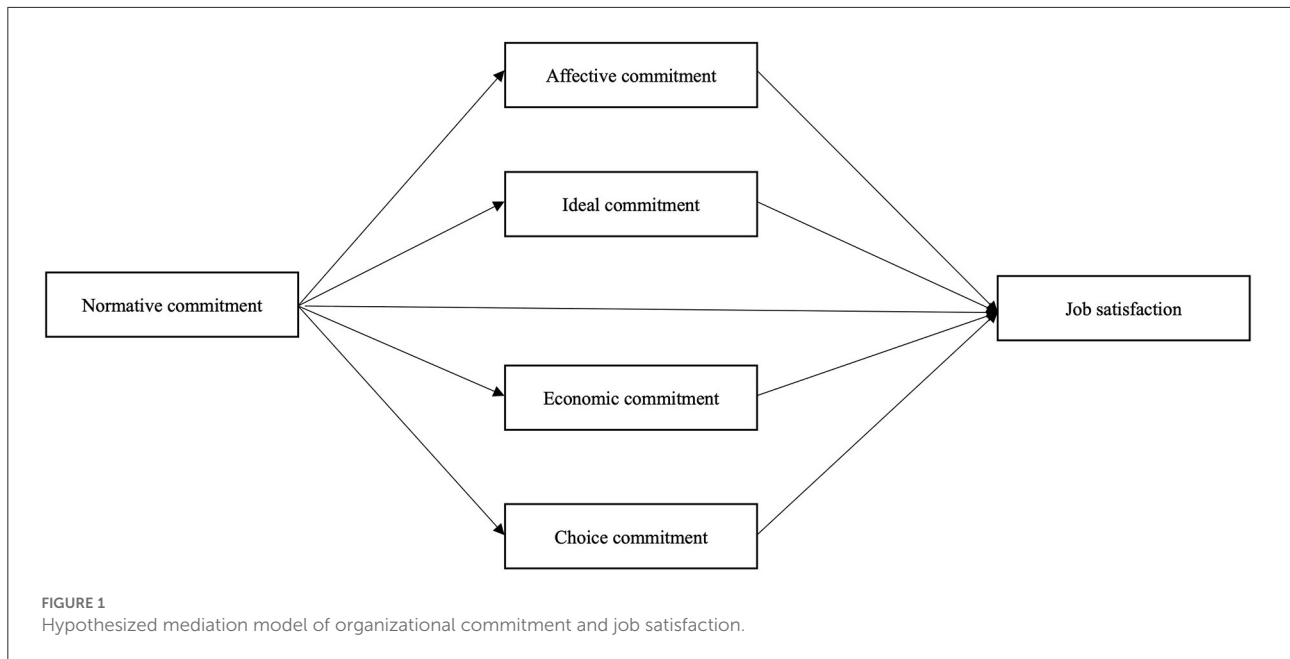 Affective commitment
Ideal commitment
Normative commitment
Job satisfaction
Economic commitment
Choice commitment
FIGURE 1
Hypothesized mediation model of organizational commitment and job satisfaction.